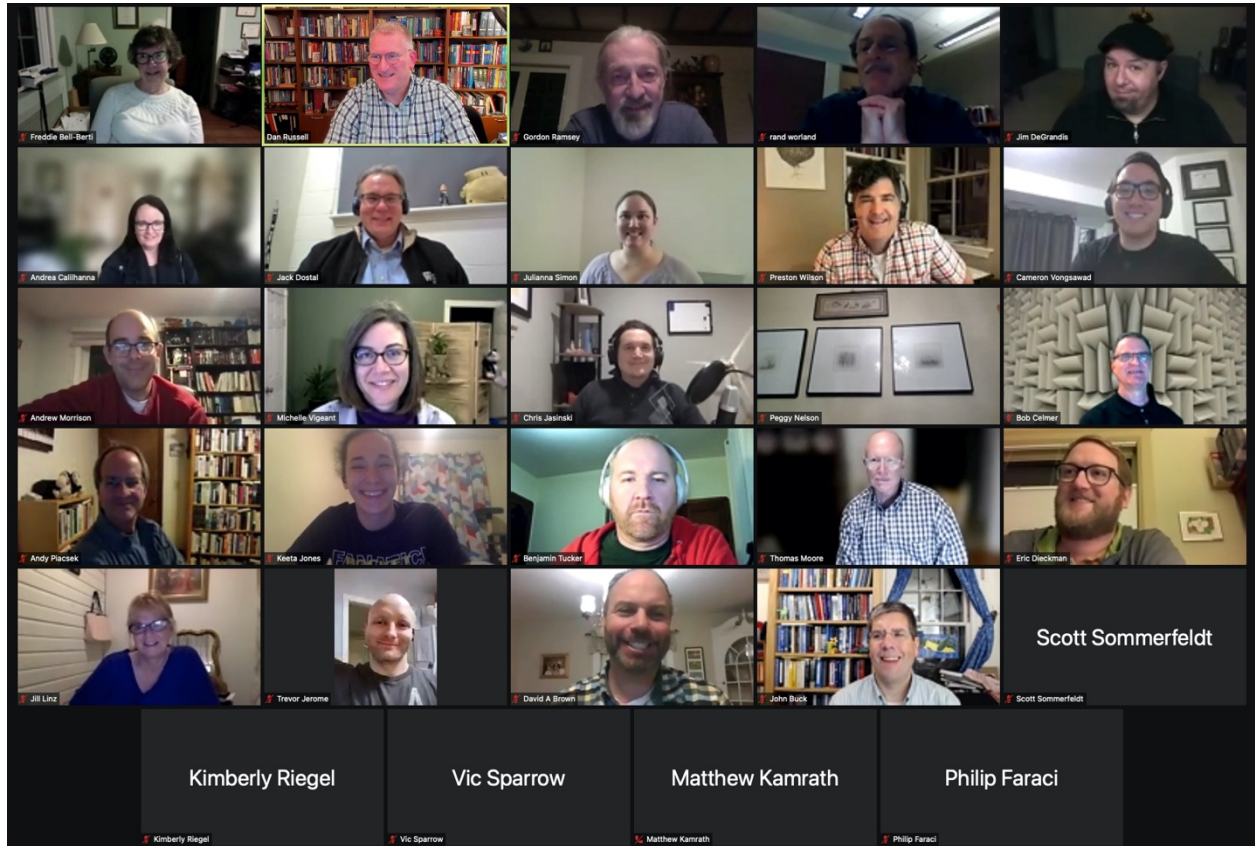 Freddie Bell-Berti
Dan Russell
Gordon Ramsey
rand worland
Jim DeGrandis
Andrea Calilhanna
Jack Dostal
Julianna Simon
Preston Wilson
Cameron Vongsawad
Andrew Morrison
Michelle Vigeant
Chris Jasinski
Peggy Nelson
Bob Celmer
Andy Piacsek
Keeta Jones
FANATICS
Benjamin Tucker
Thomas Moore
Eric Dieckman
Jill Linz
Trevor Jerome
David A Brown
John Buck
Scott Sommerfeldt
Scott Sommerfeldt
Kimberly Riegel
Kimberly Riegel
Vic Sparrow
Vic Sparrow
Matthew Kamrath
Matthew Kamrath
Philip Faraci
Philip Faraci